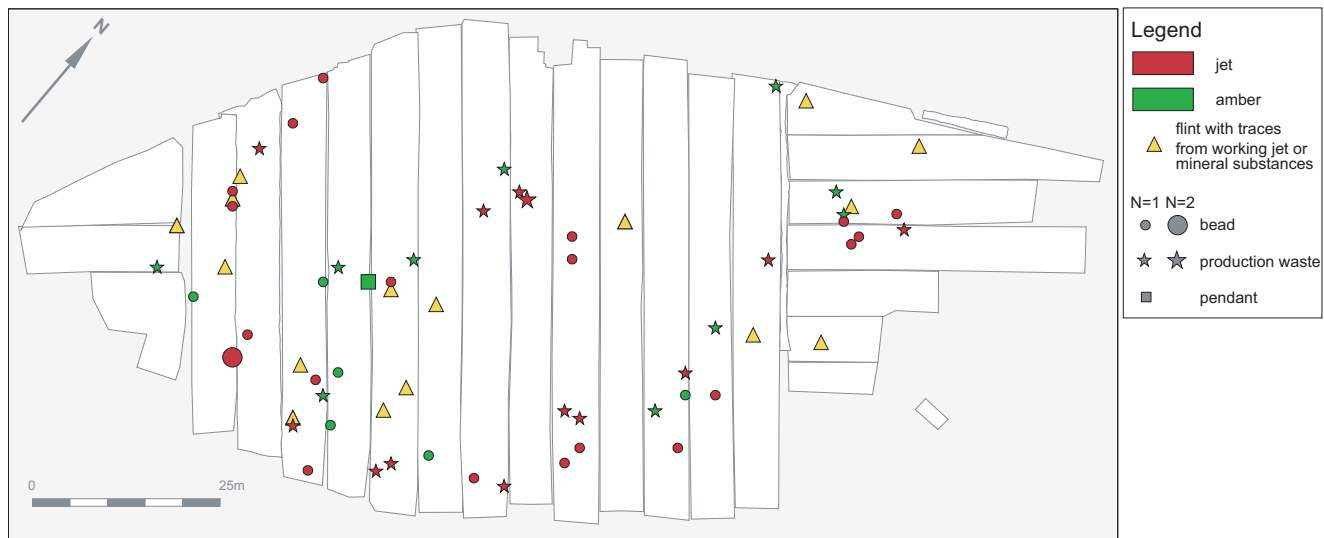 N
0
25m
Legend
jet
amber
flint with traces
from working jet or
mineral substances
N=1 N=2
bead
production waste
pendant